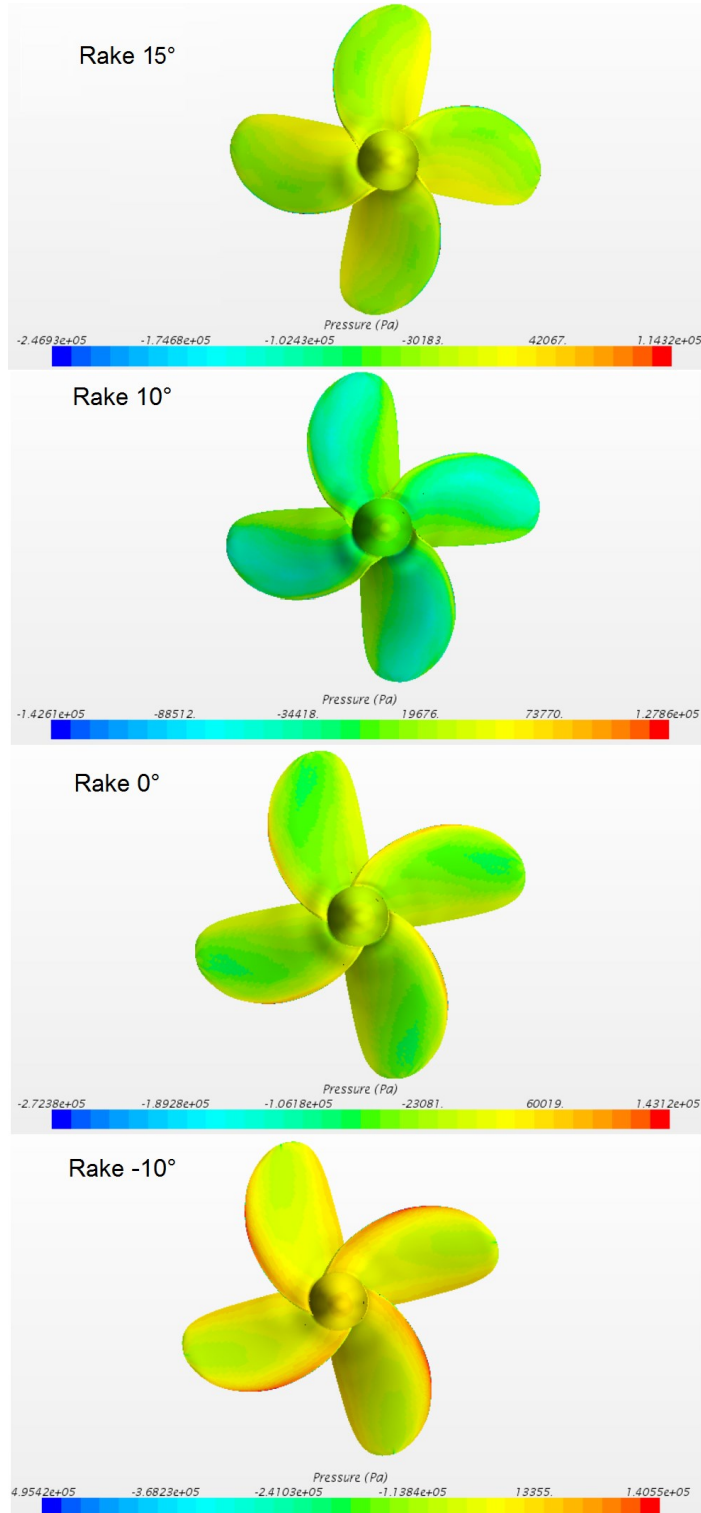 Rake 15°
Pressure (Pa)
-2.4693e+05 -1.7468e+05 -1.0243e+05 -30183. 42067. 1.1432e+05
Rake 10°
Pressure (Pa)
-1.4261e+05 -88512. -34418. 19676. 73770. 1.2786e+05
Rake 0°
Pressure (Pa)
-2.7238e+05 -1.8928e+05 -1.0618e+05 -23081. 60019. 1.4312e+05
Rake -10°
Pressure (Pa)
4.9542e+05 -3.6823e+05 -2.4103e+05 -1.1384e+05 13355. 1.4055e+05